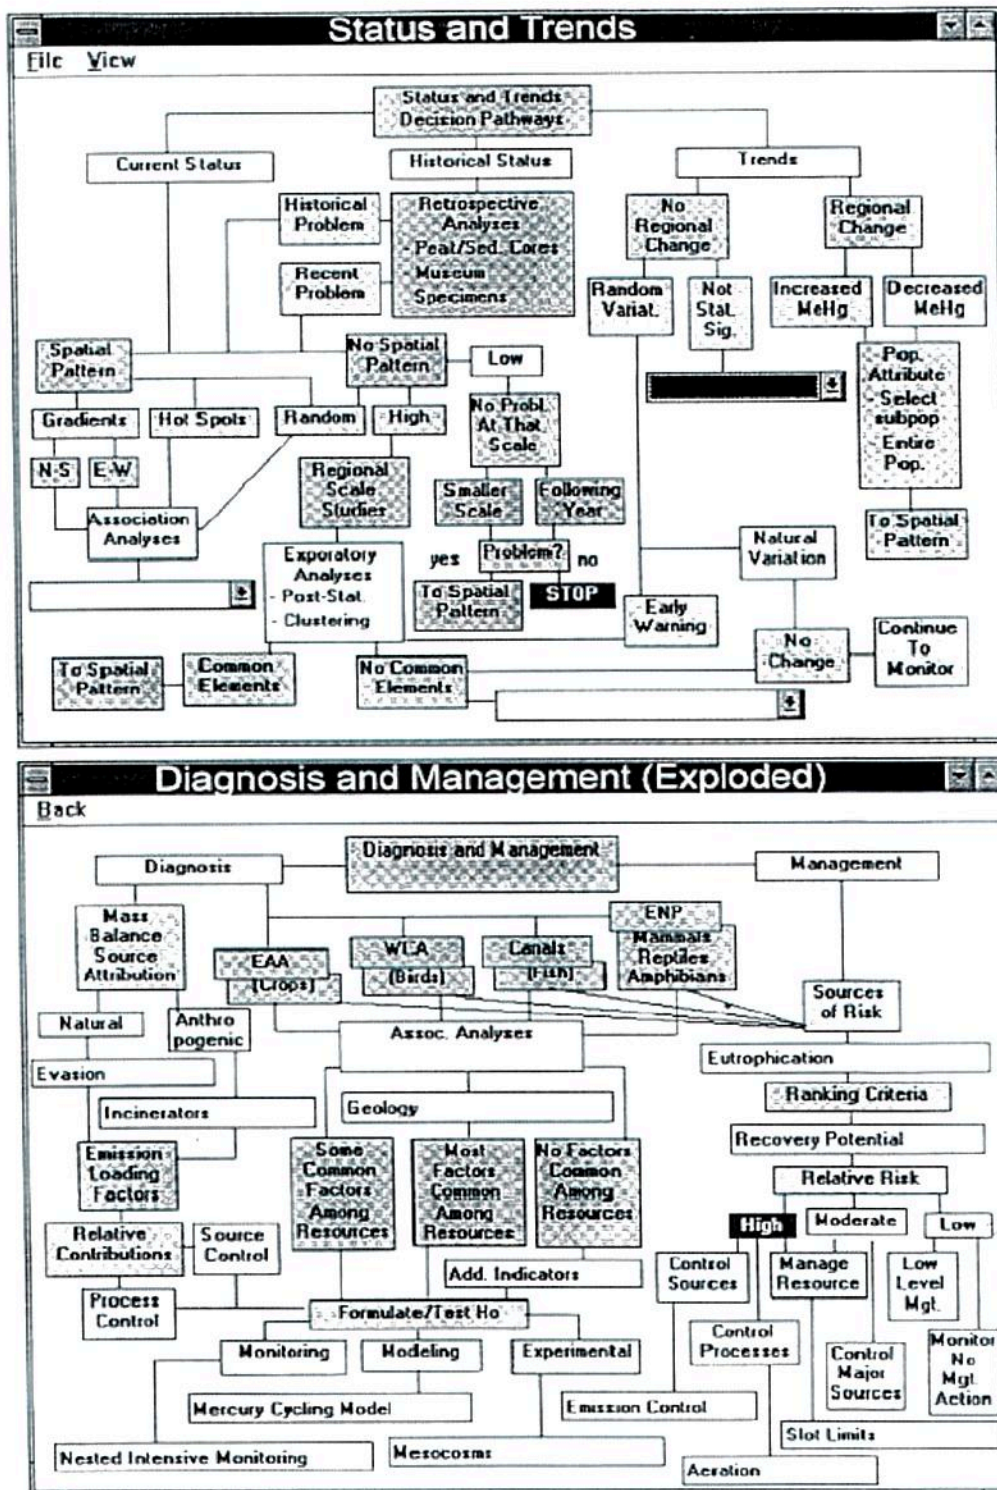 Status and Trends
File View
Status and Trends
Decision Pathways
Current Status
Historical Status
Trends
Historical
Problem
Retrospective
Analyses
- Peat/Sed. Cores
- Museum
Specimens
No
Regional
Change
Regional
Change
Recent
Problem
Random
Variat.
Not
Stat.
Sig.
Increased
MeHg
Decreased
MeHg
Spatial
Pattern
No Spatial
Pattern
Low
Pop.
Attribute
- Select
subpop
- Entire
Pop.
Gradients
Hot Spots
Random
High
No Probl.
At That
Scale
N-S
E-W
Regional
Scale
Studies
Smaller
Scale
Following
Year
Association
Analyses
To Spatial
Pattern
Natural
Variation
Exporatory
Analyses
- Post-Stat.
- Clustering
yes
Problem?
no
To Spatial
Pattern
STOP
Early
Warning
No
Change
Continue
To
Monitor
To Spatial
Pattern
Common
Elements
No Common
Elements
Diagnosis and Management (Exploded)
Back
Diagnosis and Management
Diagnosis
Management
Mass
Balance
Source
Attribution
EAA
(Crops)
WCA
(Birds)
Canals
(Fish)
ENP
Mammals
Reptiles
Amphibians
Sources
of Risk
Natural
Anthro
pogenic
Assoc. Analyses
Eutrophication
Evasion
Incinerators
Geology
Ranking Criteria
Emission
Loading
Factors
Some
Common
Factors
Among
Resources
Most
Factors
Common
Among
Resources
No Factors
Common
Among
Resources
Recovery Potential
Relative Risk
High
Moderate
Low
Relative
Contributions
Source
Control
Add. Indicators
Control
Sources
Manage
Resource
Low
Level
Mgt.
Process
Control
Formulate/Test Ho
Control
Processes
Control
Major
Sources
Monitor
No
Mgt.
Action
Monitoring
Modeling
Experimental
Mercury Cycling Model
Emission Control
Slot Limits
Nested Intensive Monitoring
Mesocosms
Aeration